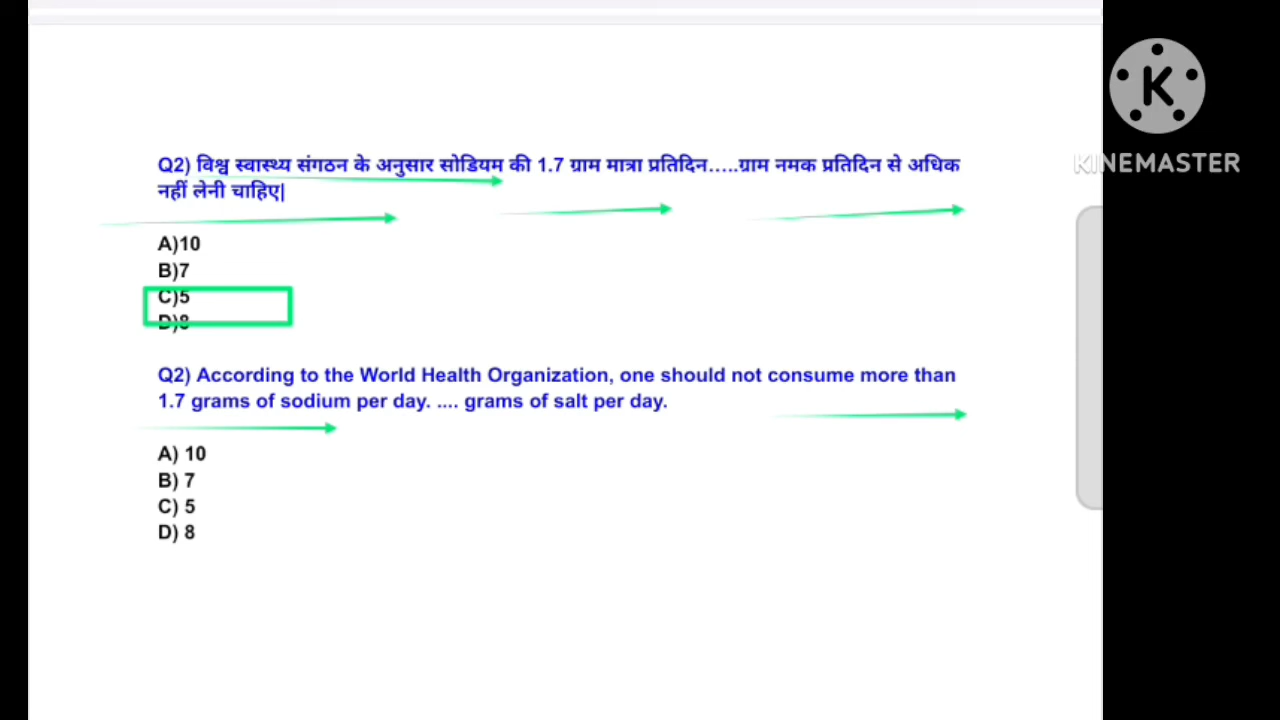 Q2) विश्व स्वास्थ्य संगठन के अनुसार सोडियम की 1.7 ग्राम मात्रा प्रतिदिन.....ग्राम नमक प्रतिदिन से अधिक
नहीं लेनी चाहिए|
A)10
B)7
C)5
D)8
Q2) According to the World Health Organization, one should not consume more than
1.7 grams of sodium per day. .... grams of salt per day.
A) 10
B) 7
C) 5
D) 8
K
KINEMASTER